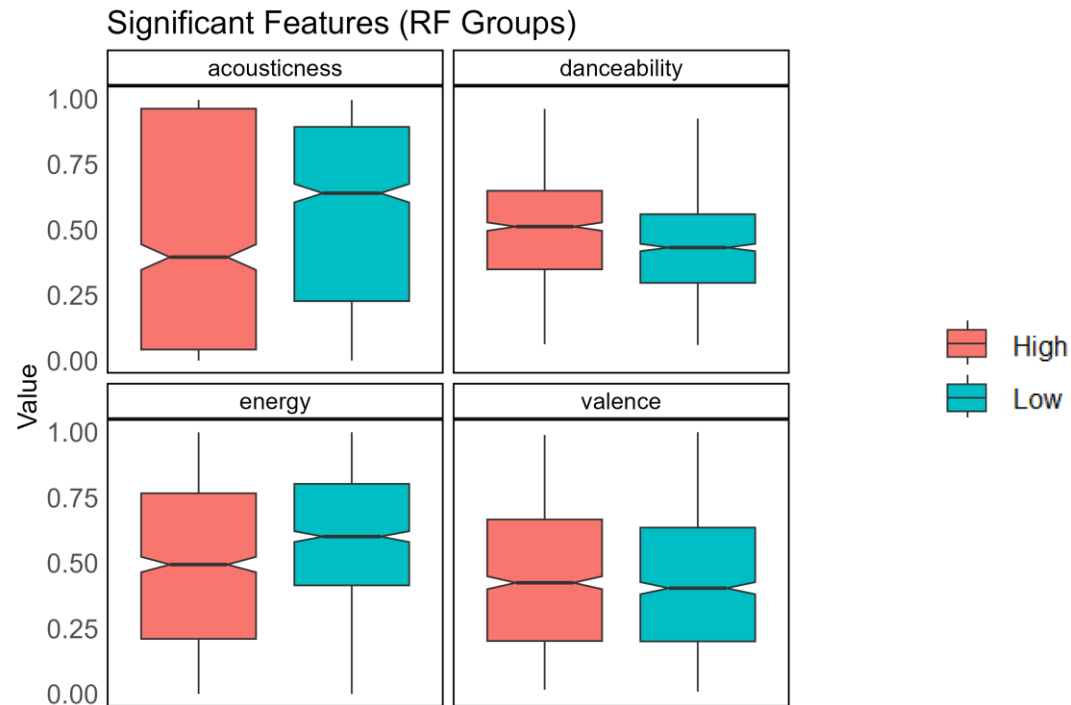 Significant Features (RF Groups)
acousticness
danceability
1.00
0.75
0.50
0.25
0.00
Value
energy
valence
1.00
0.75
0.50
0.25
0.00
High
Low